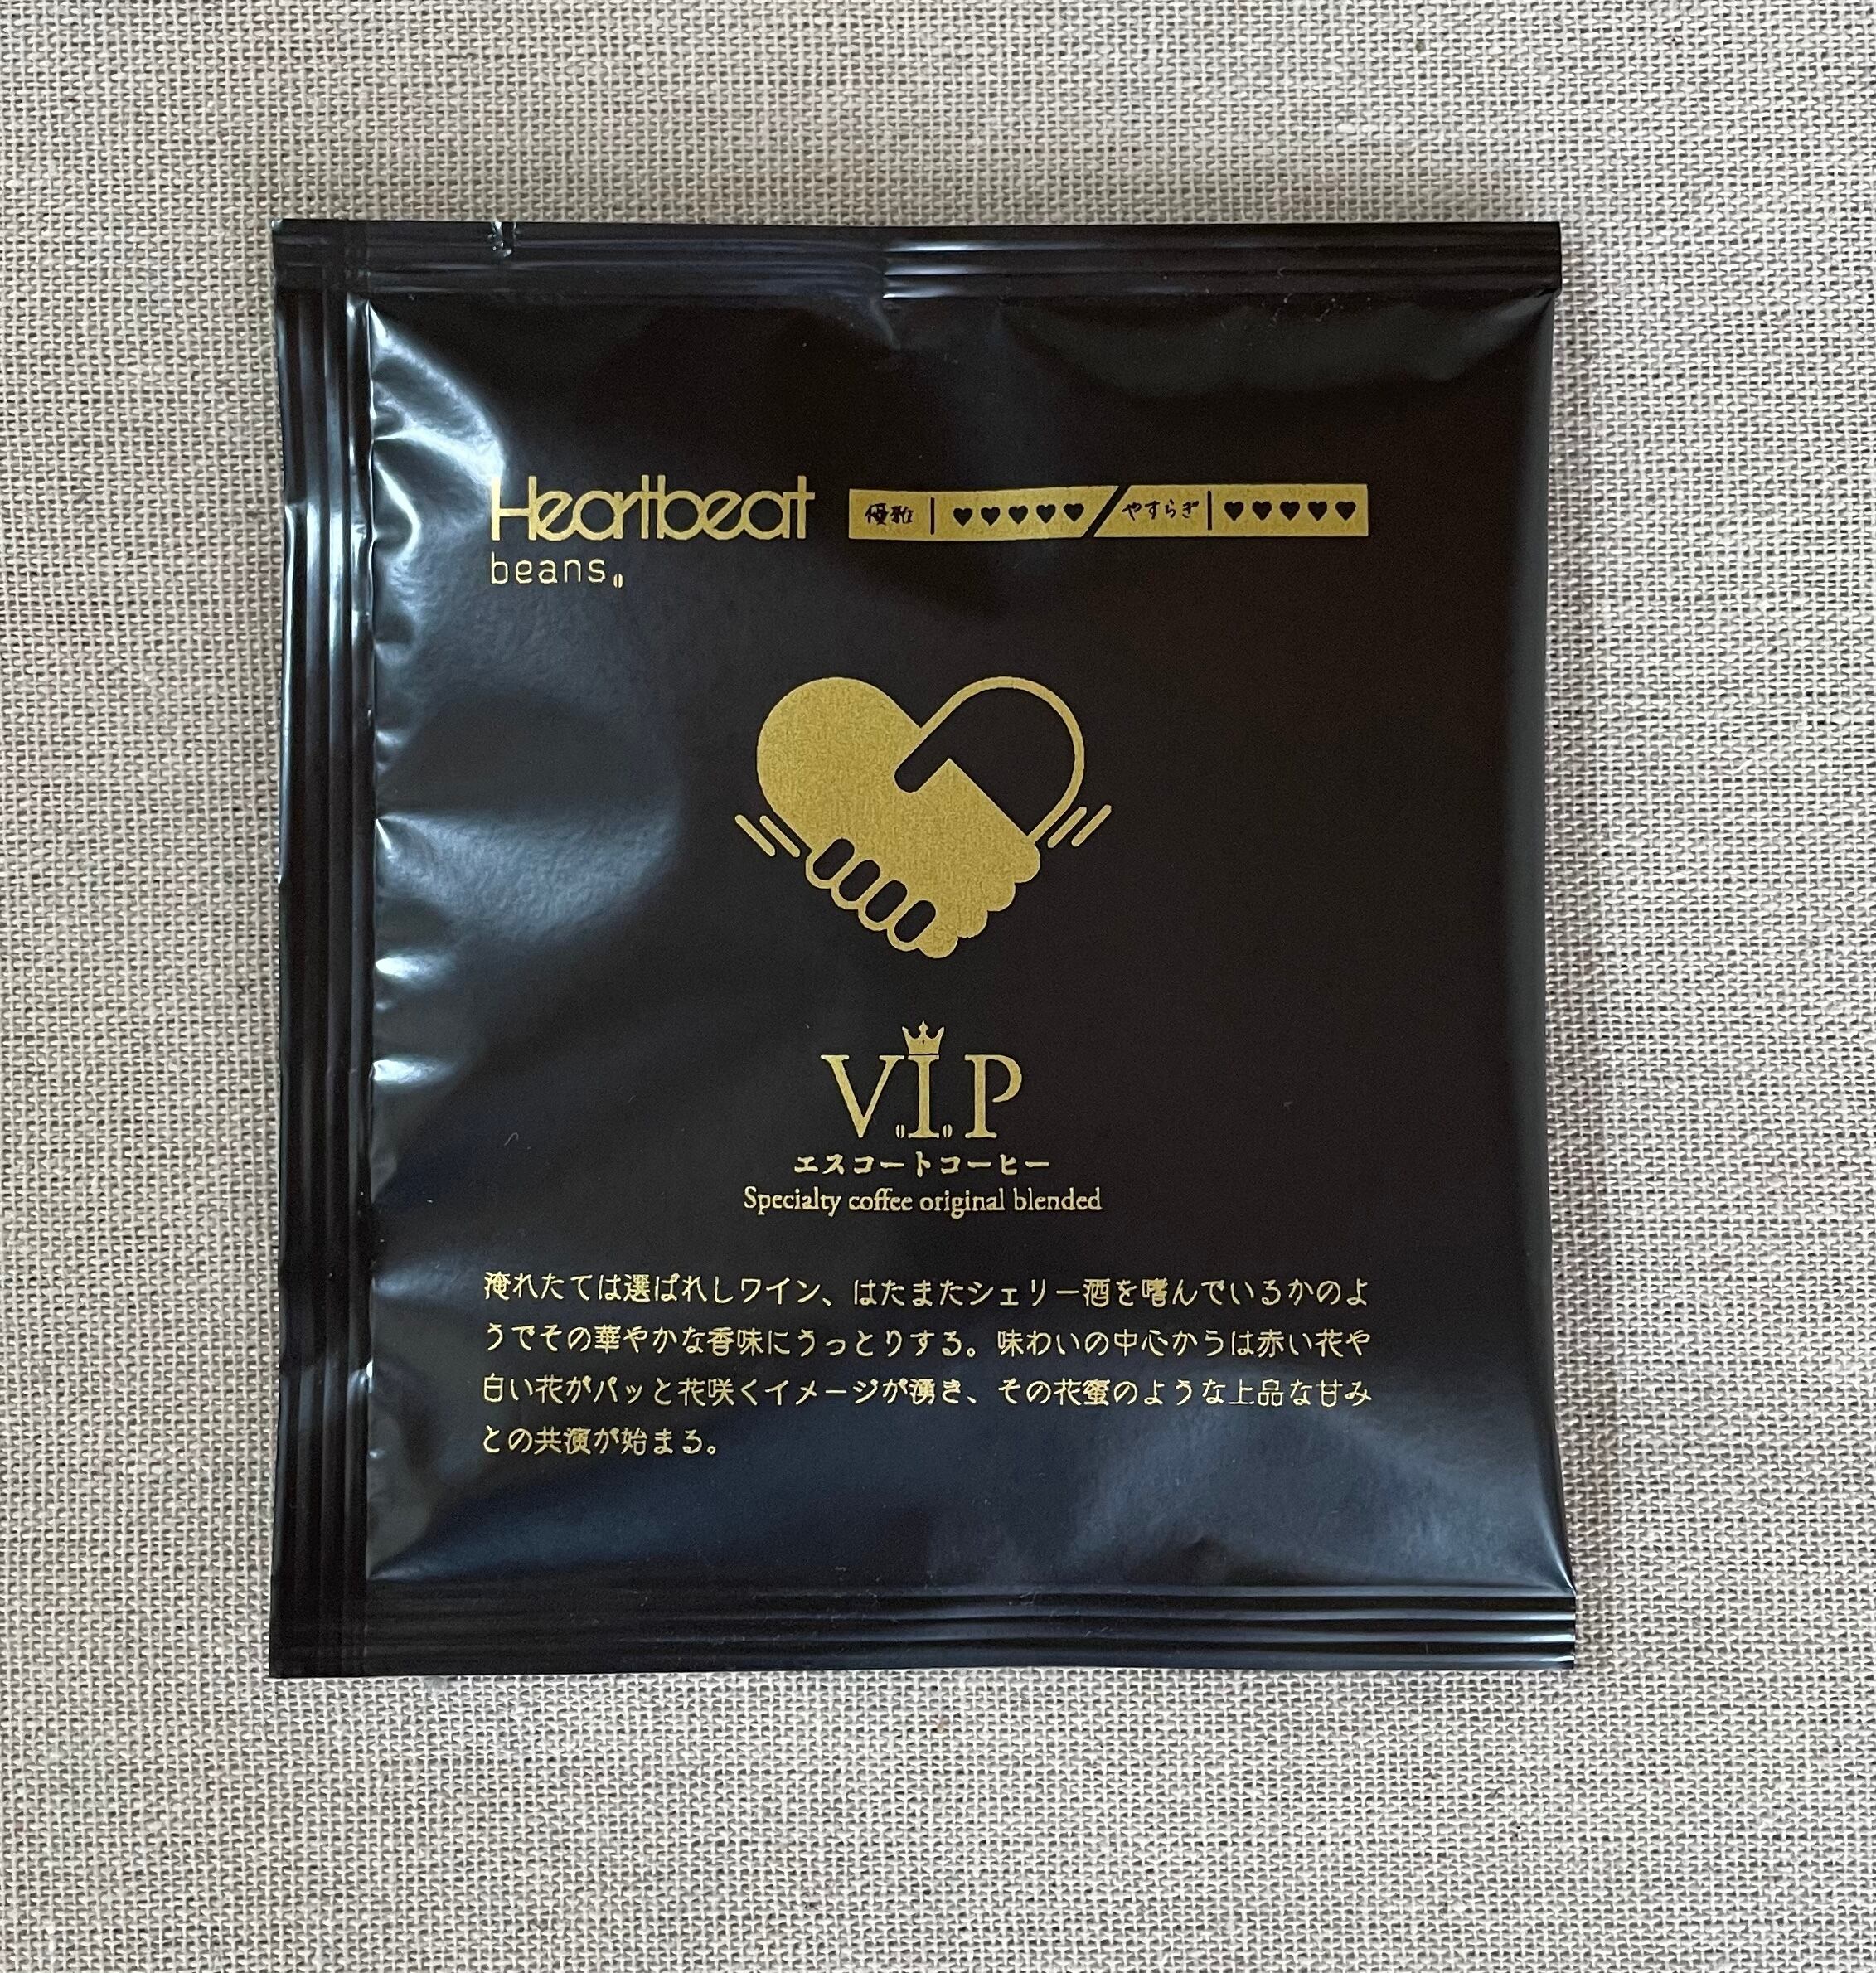 Heartbeat
beans.
優雅 | ♥♥♥♥♥ / やすらぎ | ♥♥♥♥♥
V.I.P
エスコートコーヒー
Specialty coffee original blended
淹れたては選ばれしワイン、はたまたシェリー酒を嗜んでいるかのよ
うでその華やかな香味にうっとりする。味わいの中心からは赤い花や
白い花がパッと花咲くイメージが湧き、その花蜜のような上品な甘み
との共演が始まる。